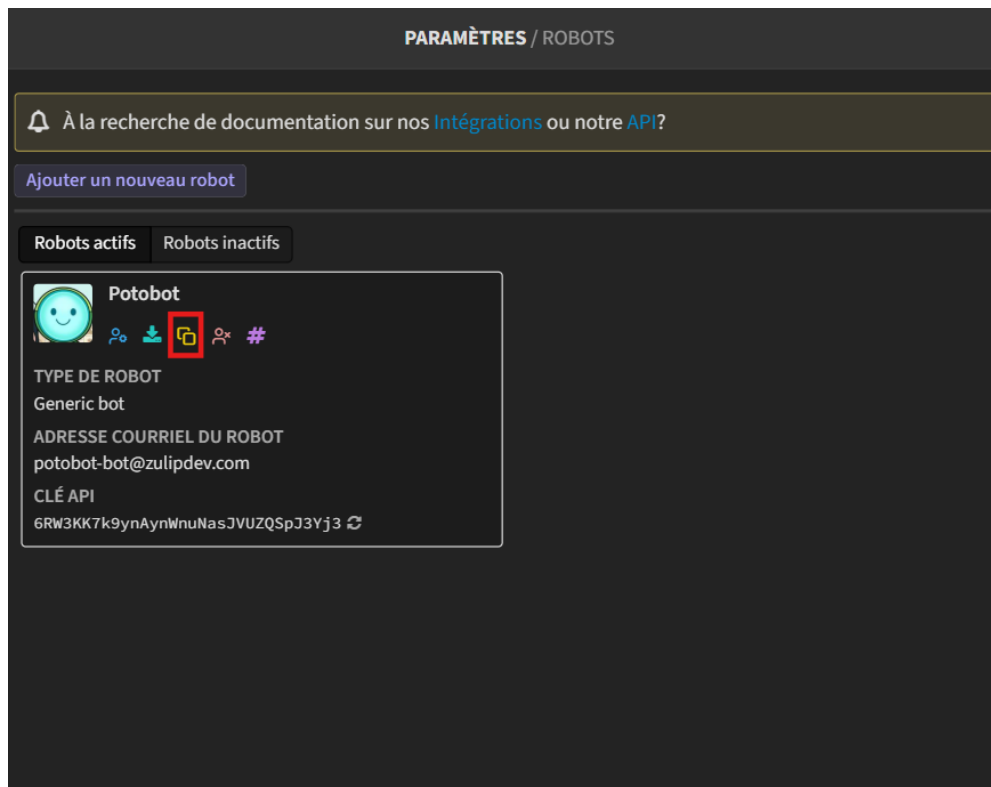 PARAMÈTRES / ROBOTS
À la recherche de documentation sur nos Intégrations ou notre API?
Ajouter un nouveau robot
Robots actifs Robots inactifs
Potobot
TYPE DE ROBOT
Generic bot
ADRESSE COURRIEL DU ROBOT
potobot-bot@zulipdev.com
CLÉ API
6RW3KK7k9ynAynWnuNasJVUZQSpJ3Yj3